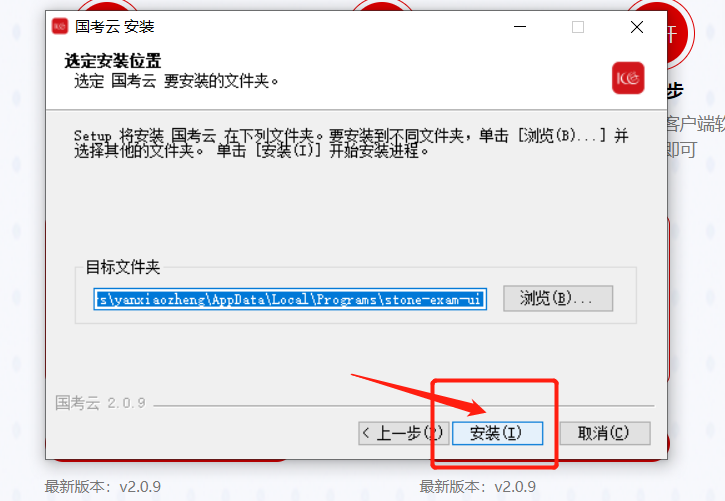 国考云 安装
选定安装位置
选定 国考云 要安装的文件夹。
Setup 将安装 国考云 在下列文件夹。要安装到不同文件夹，单击 [浏览(B)...] 并
选择其他的文件夹。 单击 [安装(I)] 开始安装进程。
目标文件夹
s\yanxiaozheng\AppData\Local\Programs\stone-exam-ui
浏览(B)...
国考云 2.0.9
< 上一步(P)
安装(I)
取消(C)
开
步
客户端软
即可
最新版本：v2.0.9
最新版本：v2.0.9